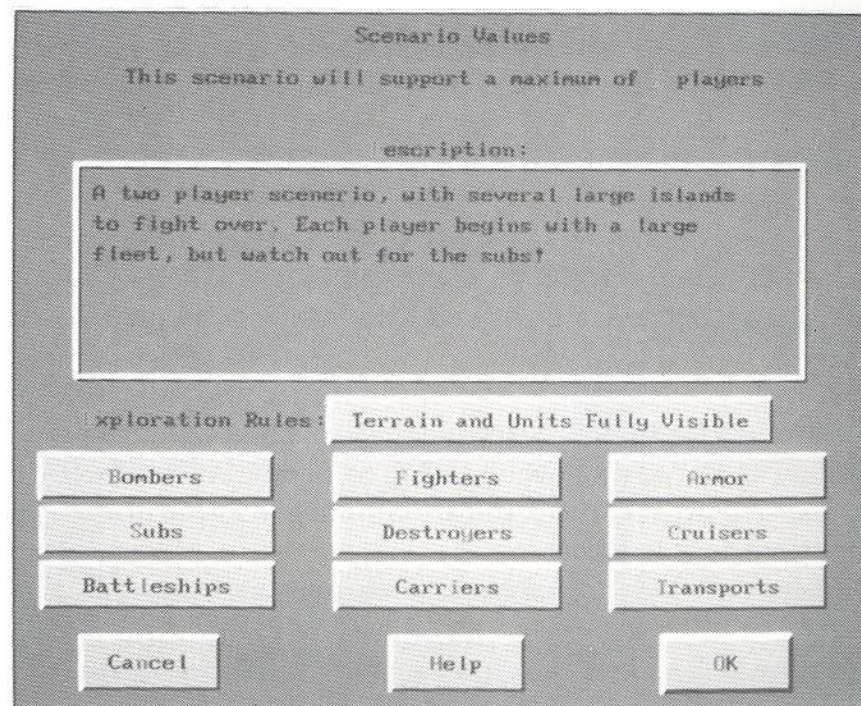 Scenario Values
This scenario will support a maximum of players
escription:
A two player scenerio, with several large islands
to fight over. Each player begins with a large
fleet, but watch out for the subs!
xploration Rules: Terrain and Units Fully Visible
Bombers Fighters Armor
Subs Destroyers Cruisers
Battleships Carriers Transports
Cancel Help OK